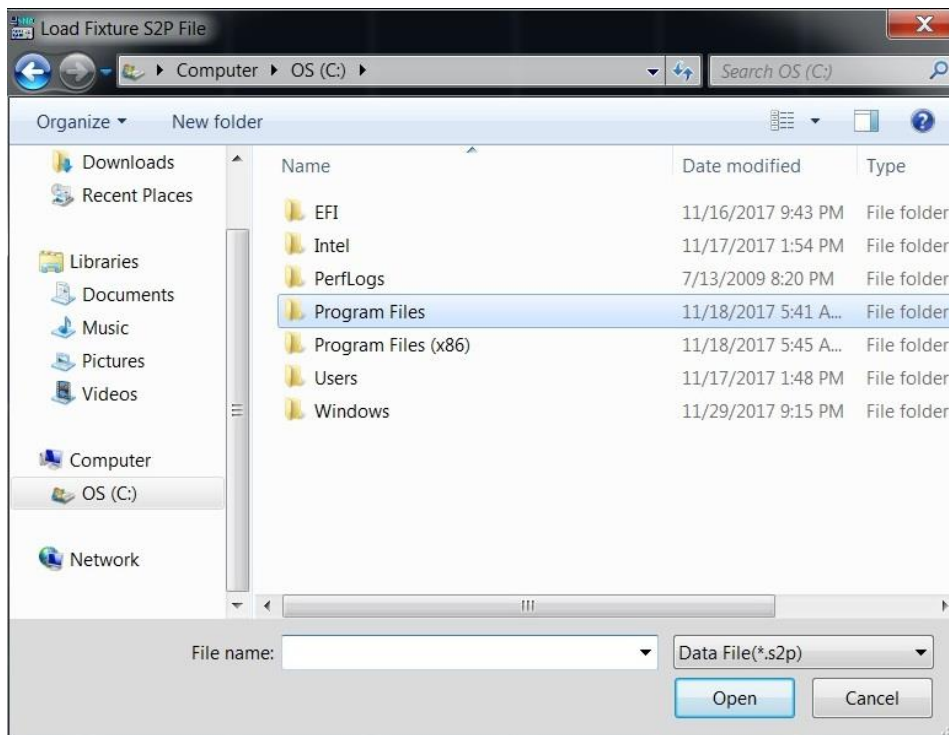 Load Fixture S2P File
Computer OS (C:)
Search OS (C:)
Organize New folder
Downloads
Recent Places
Libraries
Documents
Music
Pictures
Videos
Computer
OS (C:)
Network
Name Date modified Type
EFI 11/16/2017 9:43 PM File folder
Intel 11/17/2017 1:54 PM File folder
PerfLogs 7/13/2009 8:20 PM File folder
Program Files 11/18/2017 5:41 A... File folder
Program Files (x86) 11/18/2017 5:45 A... File folder
Users 11/17/2017 1:48 PM File folder
Windows 11/29/2017 9:15 PM File folder
File name:
Data File(*.s2p)
Open Cancel